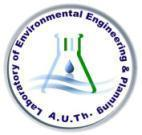 Laboratory of Environmental Engineering & Planning
A.U.Th.